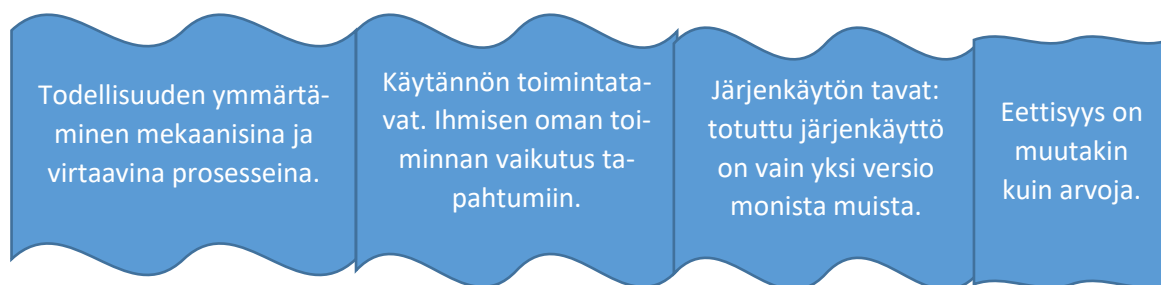 Todellisuuden ymmärtä-
minen mekaanisina ja
virtaavina prosesseina.
Käytännön toimintata-
vat. Ihmisen oman toi-
minnan vaikutus ta-
pahtumiin.
Järjenkäytön tavat:
totuttu järjenkäyttö
on vain yksi versio
monista muista.
Eettisyys on
muutakin
kuin arvoja.